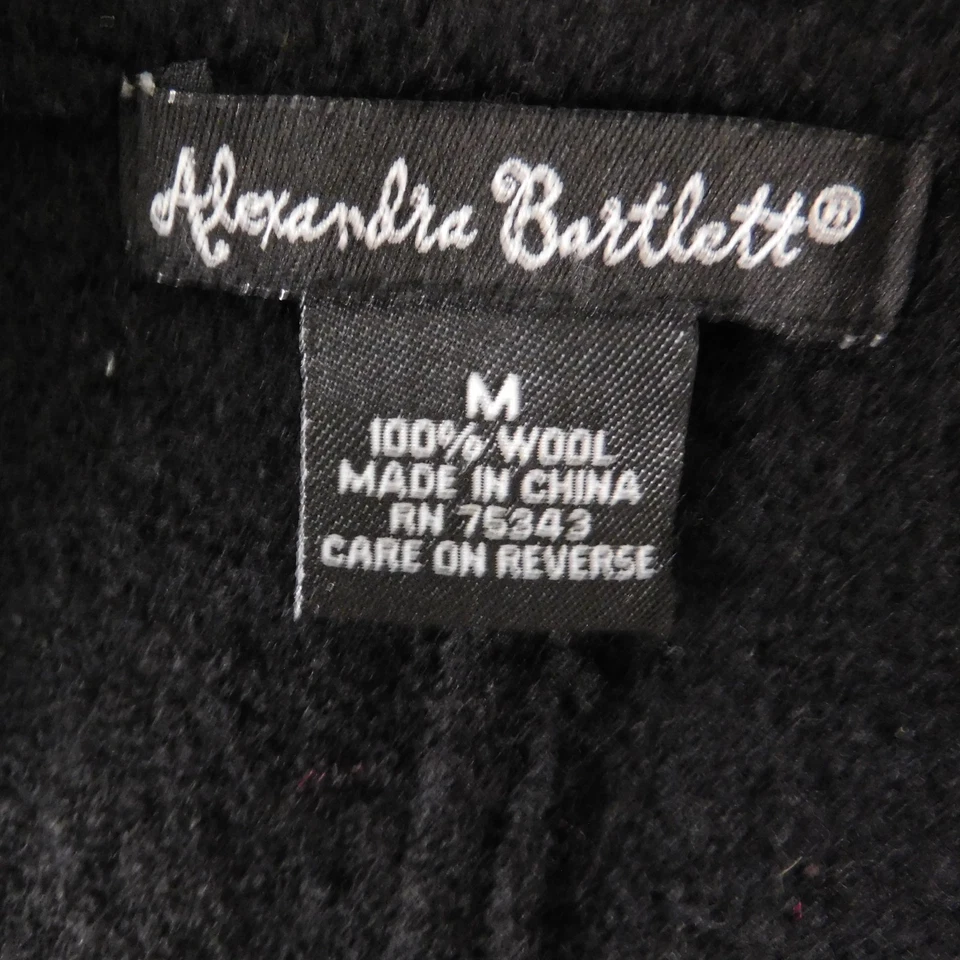 Alexandra Bartlett®
M
100% WOOL
MADE IN CHINA
RN 75343
CARE ON REVERSE